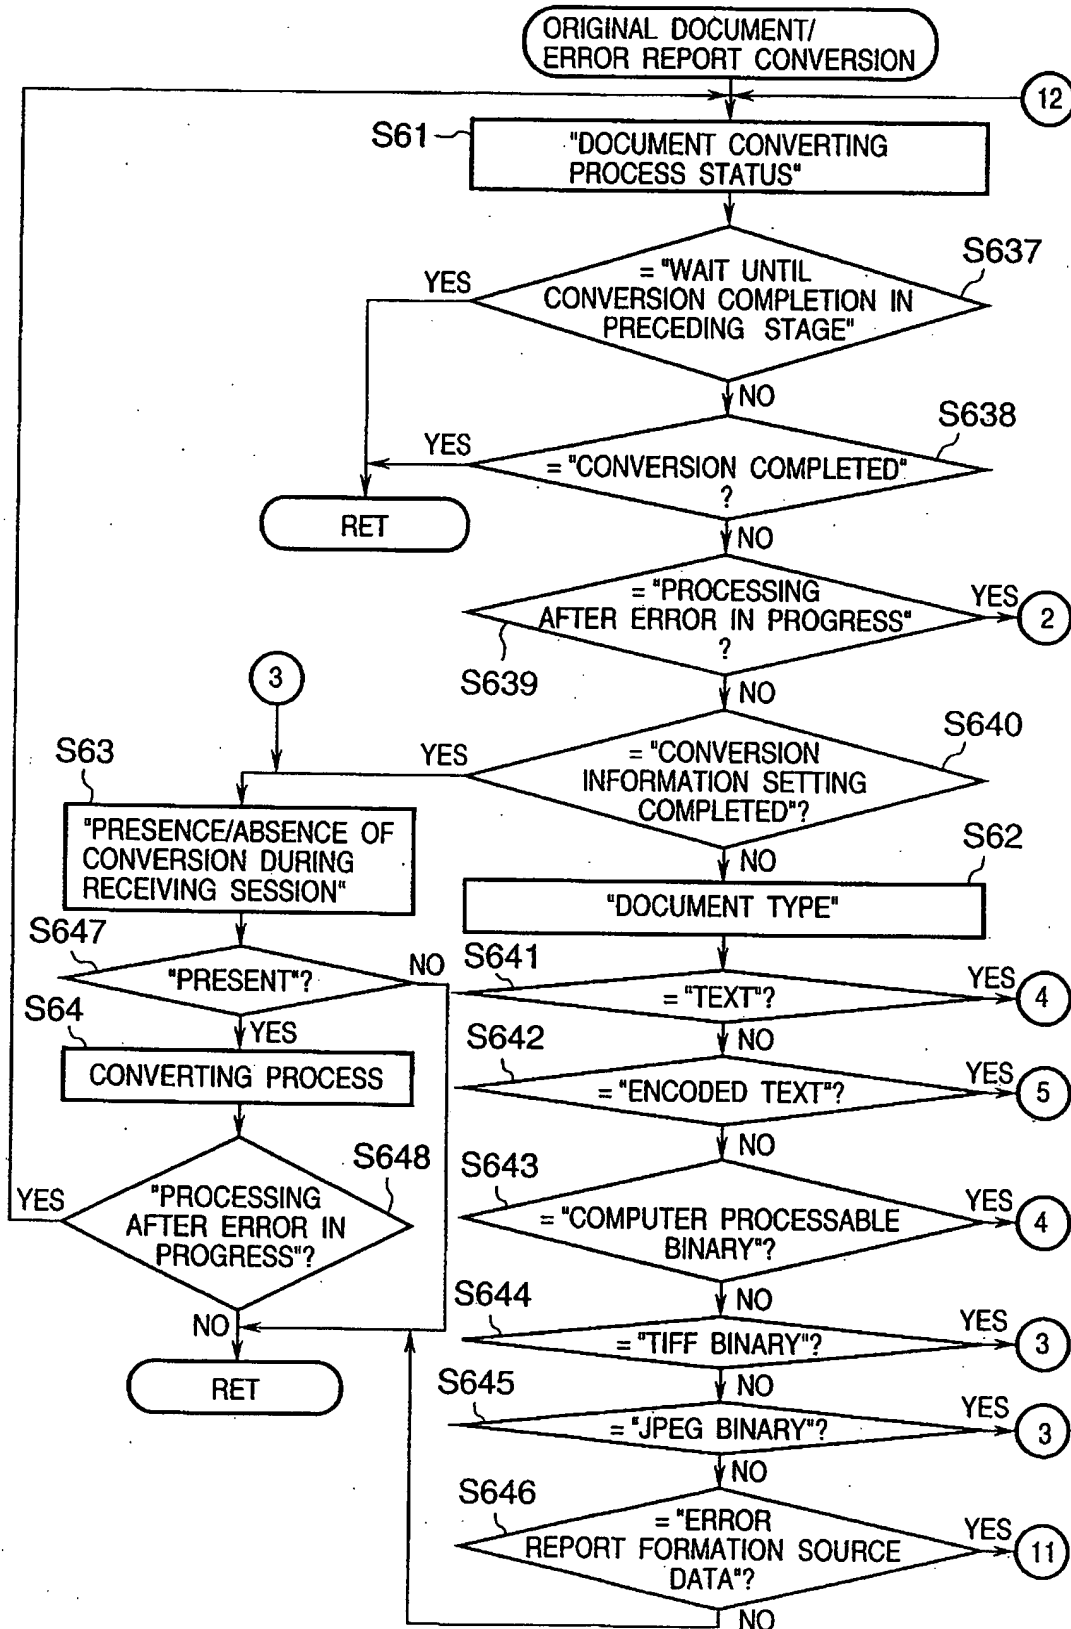 ORIGINAL DOCUMENT/
ERROR REPORT CONVERSION
12
S61
"DOCUMENT CONVERTING
PROCESS STATUS"
S637
= "WAIT UNTIL
CONVERSION COMPLETION IN
PRECEDING STAGE"
YES
NO
S638
= "CONVERSION COMPLETED"
?
YES
NO
RET
= "PROCESSING
AFTER ERROR IN PROGRESS"
?
YES
2
S639
NO
3
S640
= "CONVERSION
INFORMATION SETTING
COMPLETED"?
YES
NO
S63
"PRESENCE/ABSENCE OF
CONVERSION DURING
RECEIVING SESSION"
S62
"DOCUMENT TYPE"
S647
"PRESENT"?
NO
YES
S641
= "TEXT"?
YES
4
NO
S64
CONVERTING PROCESS
S642
= "ENCODED TEXT"?
YES
5
NO
S648
"PROCESSING
AFTER ERROR IN
PROGRESS"?
YES
NO
RET
S643
= "COMPUTER PROCESSABLE
BINARY"?
YES
4
NO
S644
= "TIFF BINARY"?
YES
3
NO
S645
= "JPEG BINARY"?
YES
3
NO
S646
= "ERROR
REPORT FORMATION SOURCE
DATA"?
YES
11
NO